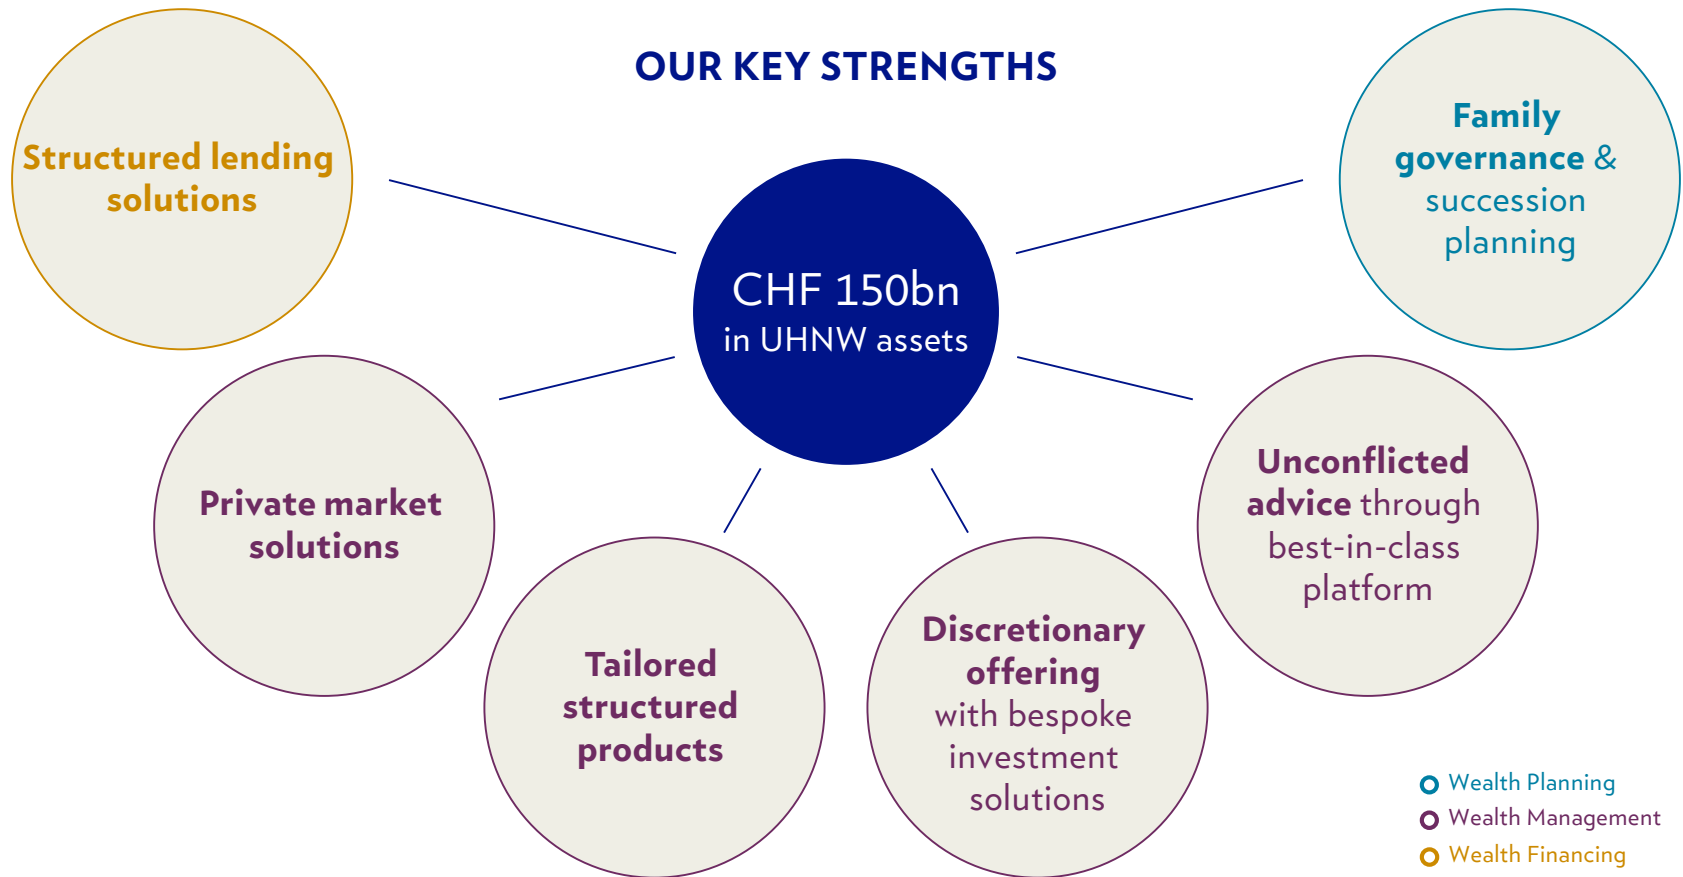 OUR KEY STRENGTHS
Structured lending
solutions
Family
governance &
succession
planning
CHF 150bn
in UHNW assets
Private market
solutions
Unconflicted
advice through
best-in-class
platform
Tailored
structured
products
Discretionary
offering
with bespoke
investment
solutions
Wealth Planning
Wealth Management
Wealth Financing